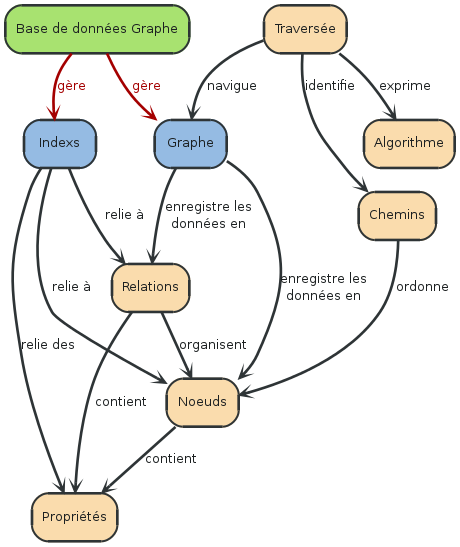 Base de données Graphe
Traversée
gère
gère
navigue
identifie
exprime
Indexs
Graphe
Algorithme
relie à
enregistre les
données en
Chemins
Relations
relie à
enregistre les
données en
ordonne
relie des
organisent
contient
Noeuds
contient
Propriétés